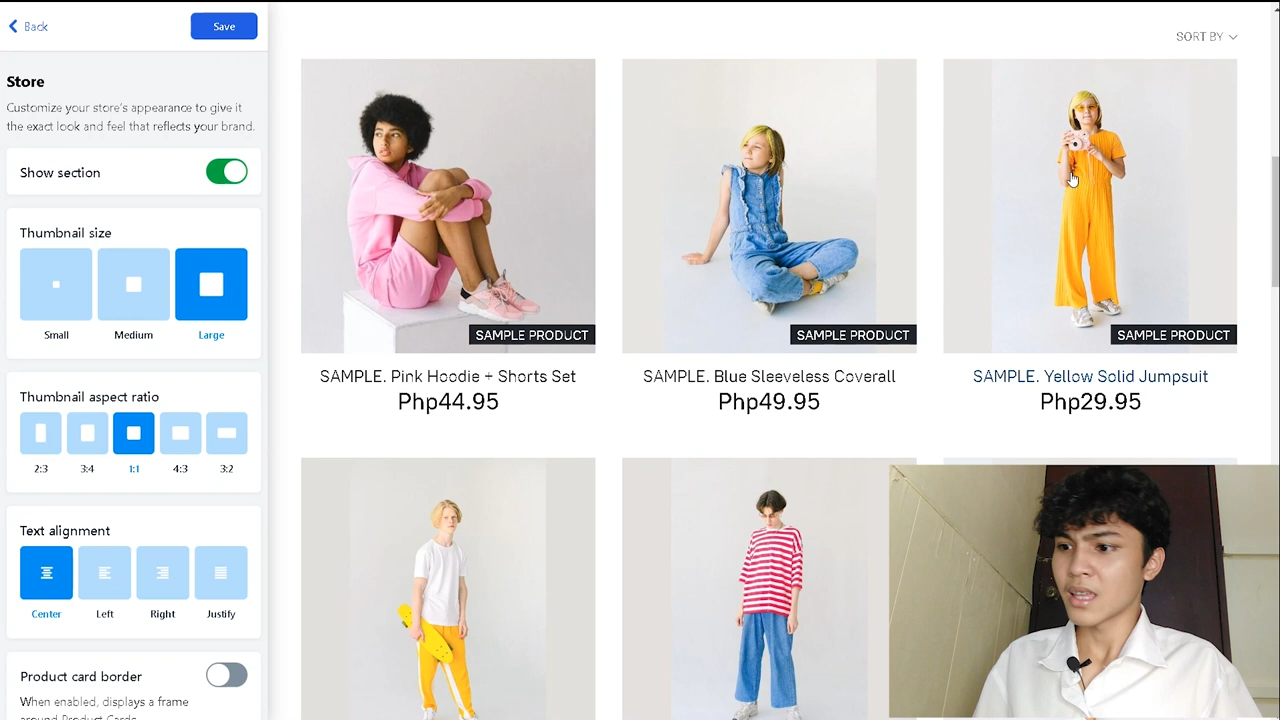 Back
Save
Store
Customize your store's appearance to give it
the exact look and feel that reflects your brand.
Show section
Thumbnail size
Small
Medium
Large
Thumbnail aspect ratio
2:3
3:4
1:1
4:3
3:2
Text alignment
Center
Left
Right
Justify
Product card border
When enabled, displays a frame
around Product Cards
SORT BY
SAMPLE PRODUCT
SAMPLE PRODUCT
SAMPLE PRODUCT
SAMPLE. Pink Hoodie + Shorts Set
SAMPLE. Blue Sleeveless Coverall
SAMPLE. Yellow Solid Jumpsuit
Php44.95
Php49.95
Php29.95